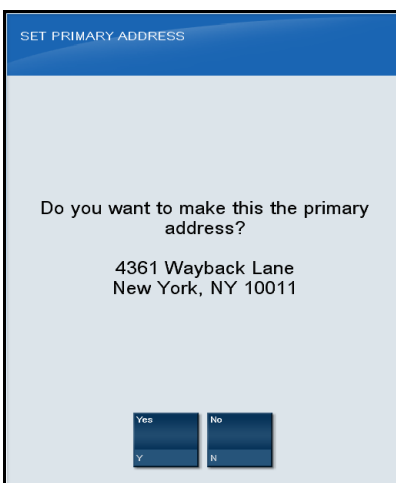 SET PRIMARY ADDRESS
Do you want to make this the primary
address?
4361 Wayback Lane
New York, NY 10011
Yes No
Y N